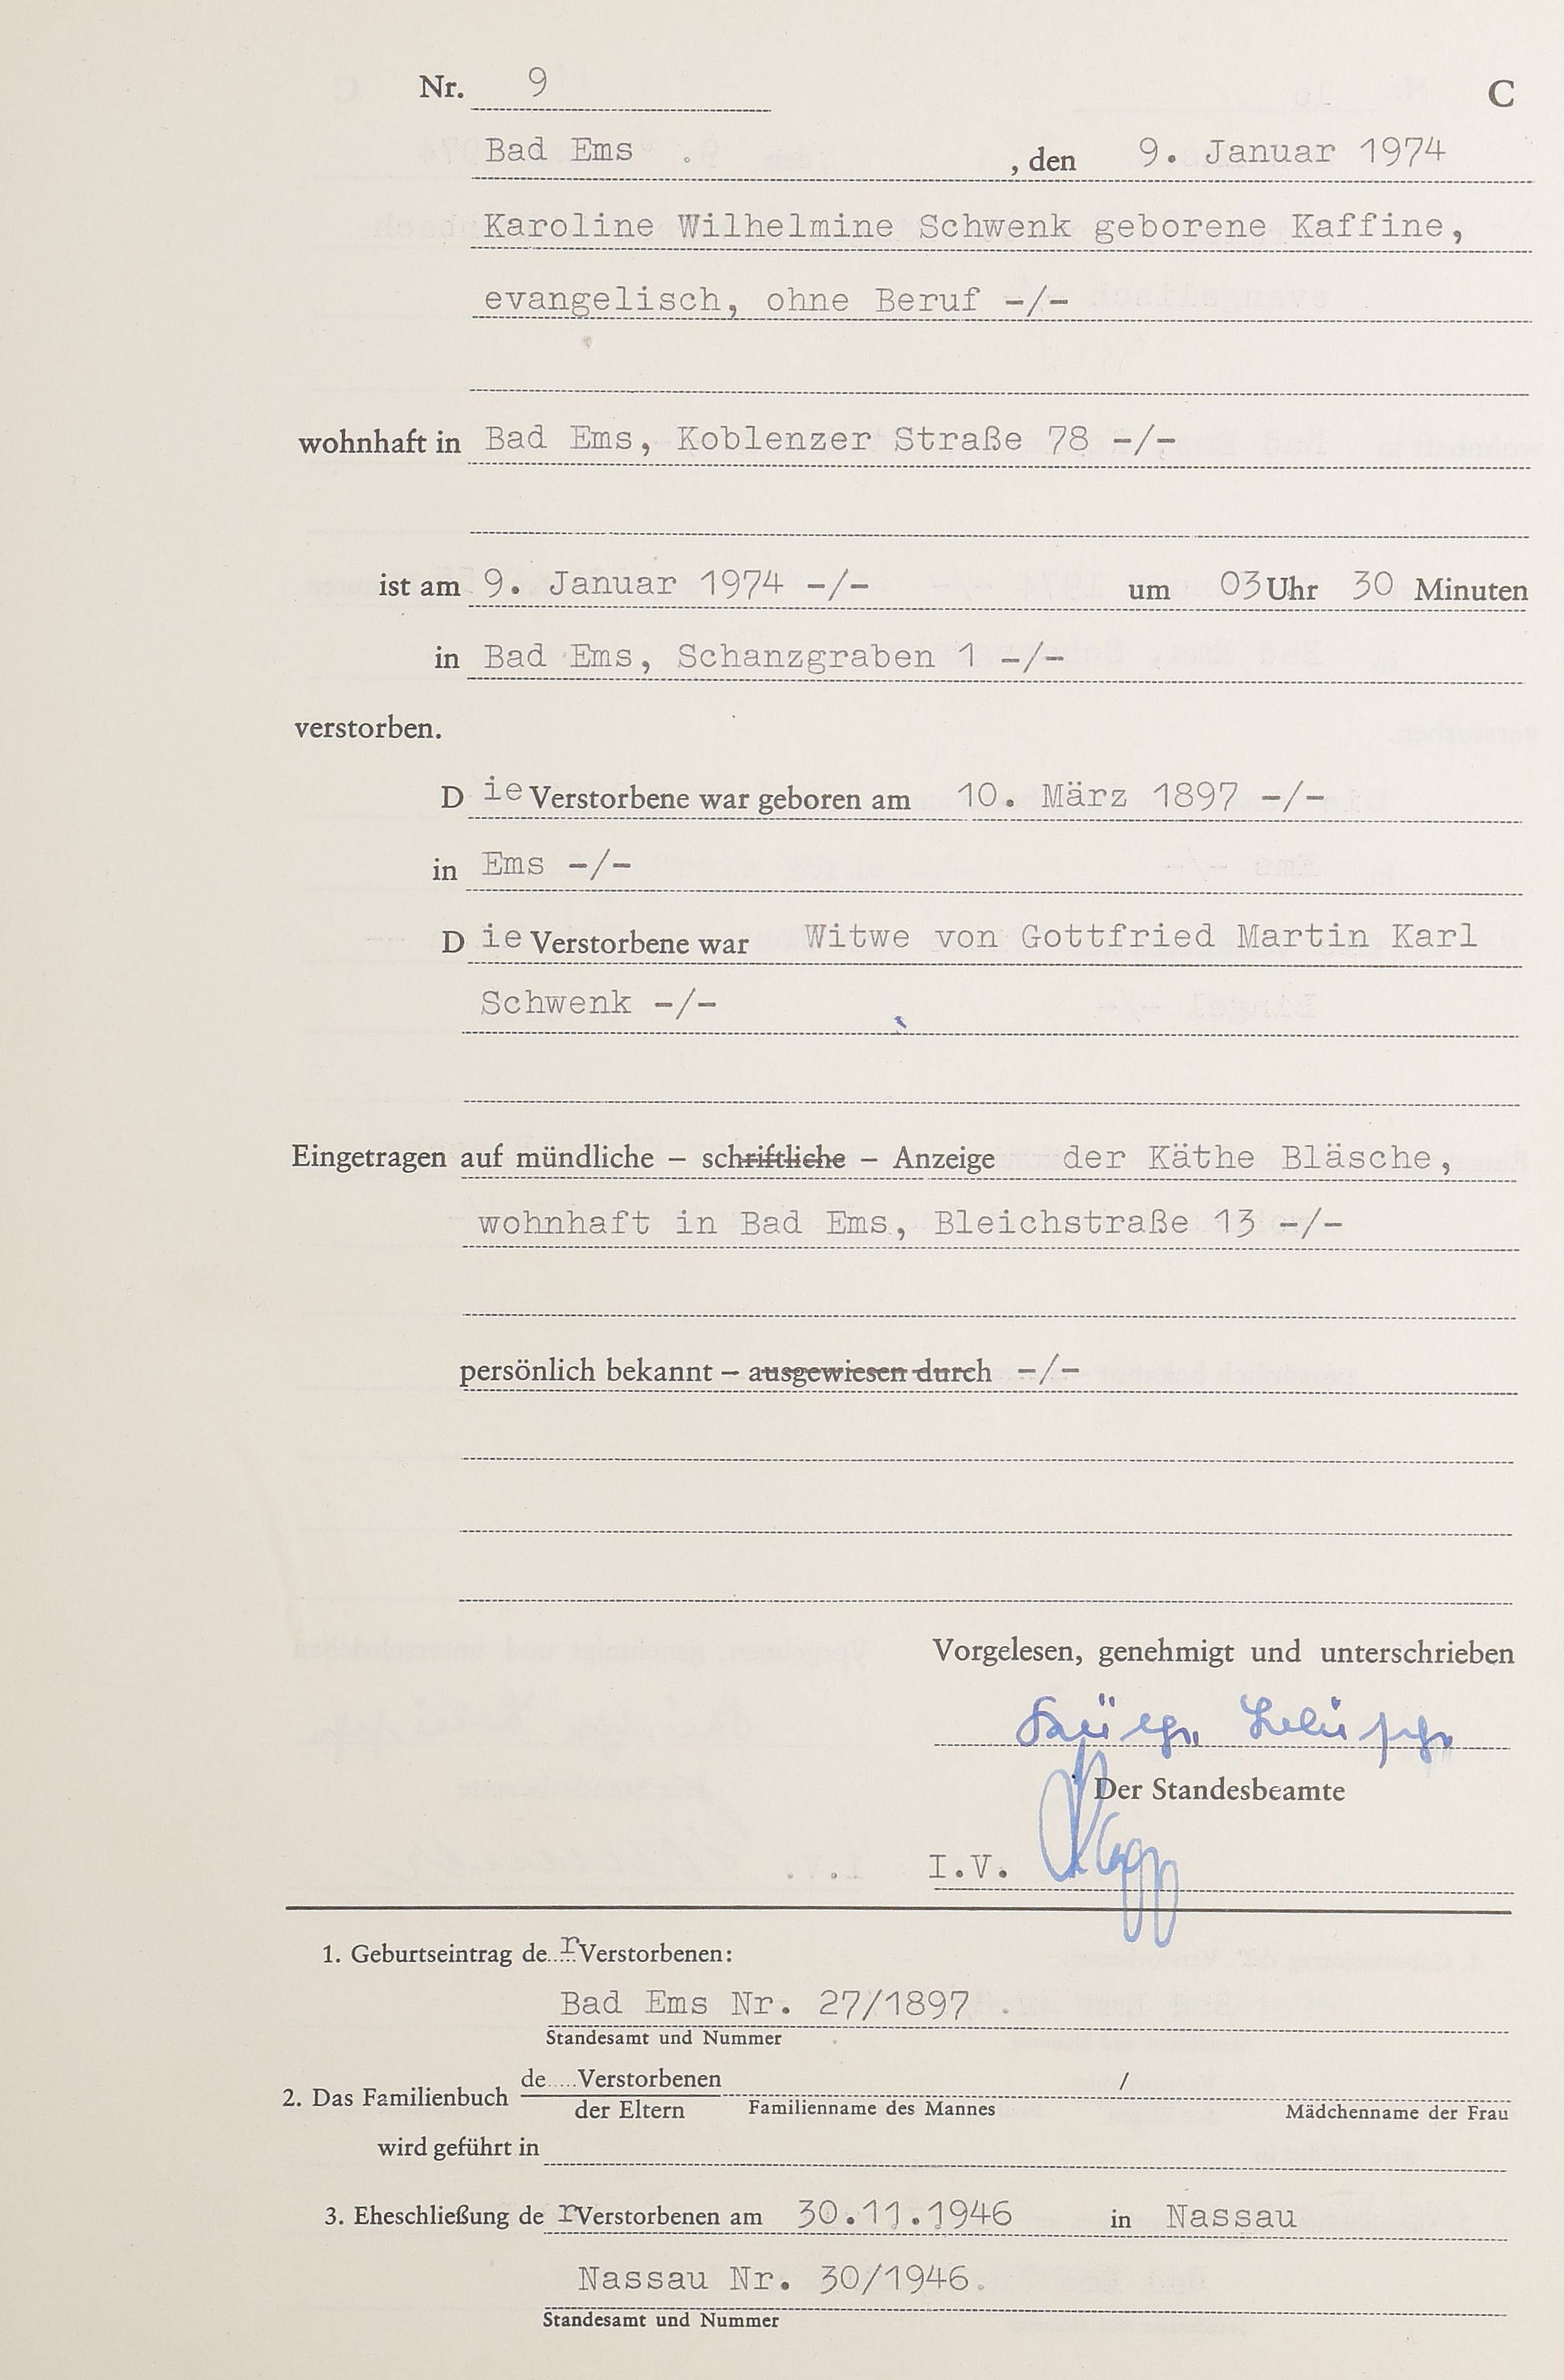 Nr. 9 C
Bad Ems , den 9. Januar 1974
Karoline Wilhelmine Schwenk geborene Kaffine,
evangelisch, ohne Beruf -/-
wohnhaft in Bad Ems, Koblenzer Straße 78 -/-
ist am 9. Januar 1974 -/- um 03 Uhr 30 Minuten
in Bad Ems, Schanzgraben 1 -/-
verstorben.
Die Verstorbene war geboren am 10. März 1897 -/-
in Ems -/-
Die Verstorbene war Witwe von Gottfried Martin Karl
Schwenk -/-
Eingetragen auf mündliche – schriftliche – Anzeige der Käthe Bläsche,
wohnhaft in Bad Ems, Bleichstraße 13 -/-
persönlich bekannt – ausgewiesen durch -/-
Vorgelesen, genehmigt und unterschrieben
Der Standesbeamte
I.V.
1. Geburtseintrag der Verstorbenen:
Bad Ems Nr. 27/1897
Standesamt und Nummer
2. Das Familienbuch de.....Verstorbenen /
der Eltern Familienname des Mannes Mädchenname der Frau
wird geführt in
3. Eheschließung der Verstorbenen am 30.11.1946 in Nassau
Nassau Nr. 30/1946.
Standesamt und Nummer